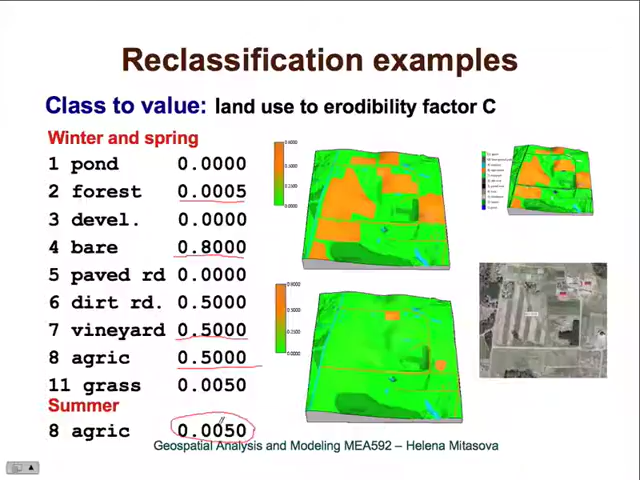 Reclassification examples
Class to value: land use to erodibility factor C
Winter and spring
1 pond 0.0000
2 forest 0.0005
3 devel. 0.0000
4 bare 0.8000
5 paved rd 0.0000
6 dirt rd. 0.5000
7 vineyard 0.5000
8 agric 0.5000
11 grass 0.0050
Summer
8 agric 0.0050
Geospatial Analysis and Modeling MEA592 – Helena Mitasova